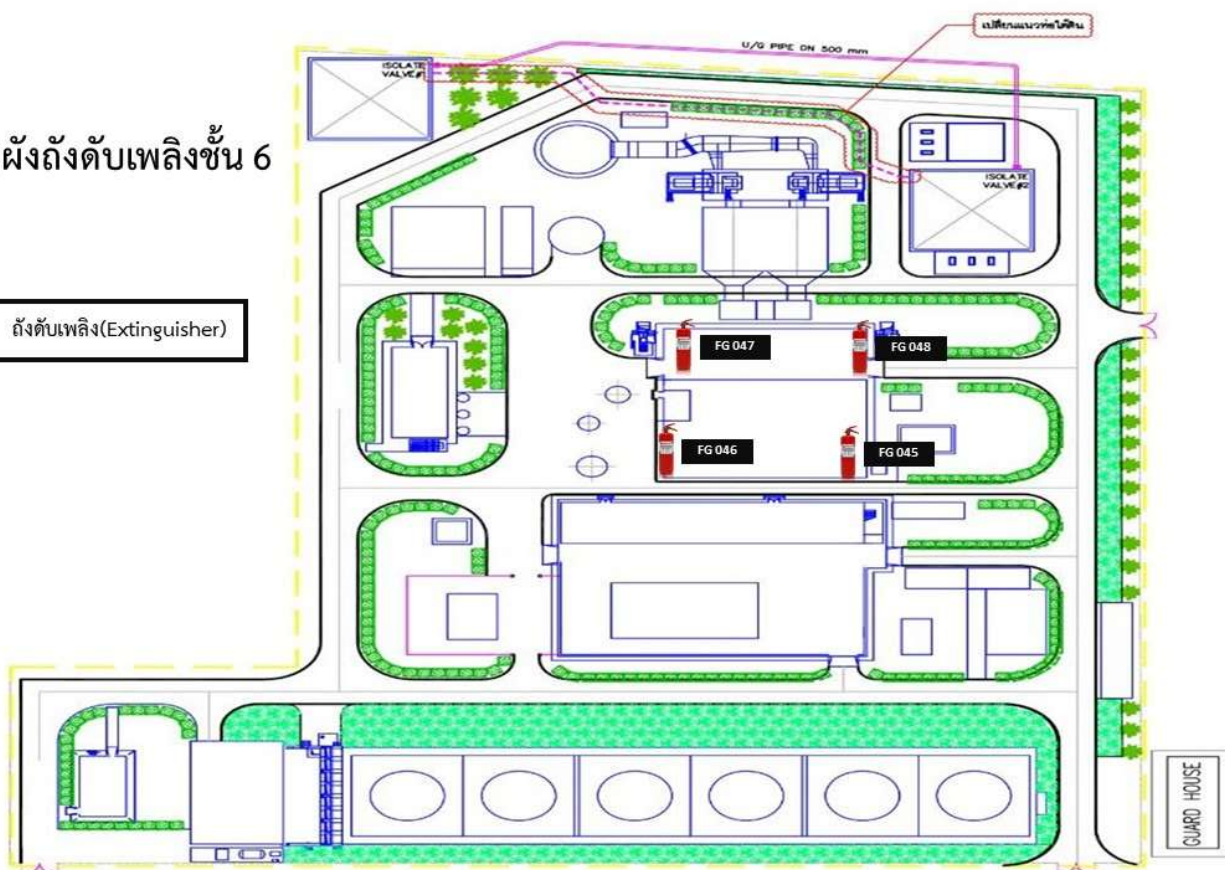 เปลี่ยนแนวท่อใต้ดิน
U/G PIPE DN 500 mm
ISOLATE
VALVE#1
ผังถังดับเพลิงชั้น 6
ISOLATE
VALVE#2
ถังดับเพลิง(Extinguisher)
FG 047
FG 048
FG 046
FG 045
GUARD HOUSE